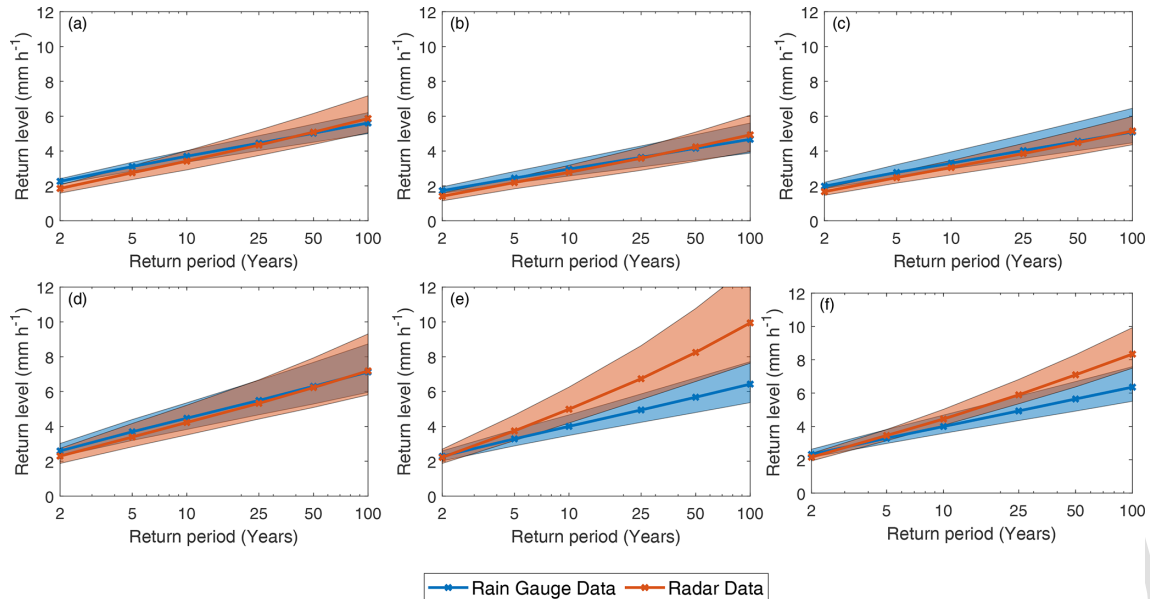 (a)
12
10
8
6
4
2
0
Return level (mm h⁻¹)
2 5 10 25 50 100
Return period (Years)
(b)
12
10
8
6
4
2
0
Return level (mm h⁻¹)
2 5 10 25 50 100
Return period (Years)
(c)
12
10
8
6
4
2
0
Return level (mm h⁻¹)
2 5 10 25 50 100
Return period (Years)
(d)
12
10
8
6
4
2
0
Return level (mm h⁻¹)
2 5 10 25 50 100
Return period (Years)
(e)
12
10
8
6
4
2
0
Return level (mm h⁻¹)
2 5 10 25 50 100
Return period (Years)
(f)
12
10
8
6
4
2
0
Return level (mm h⁻¹)
2 5 10 25 50 100
Return period (Years)
Rain Gauge Data Radar Data